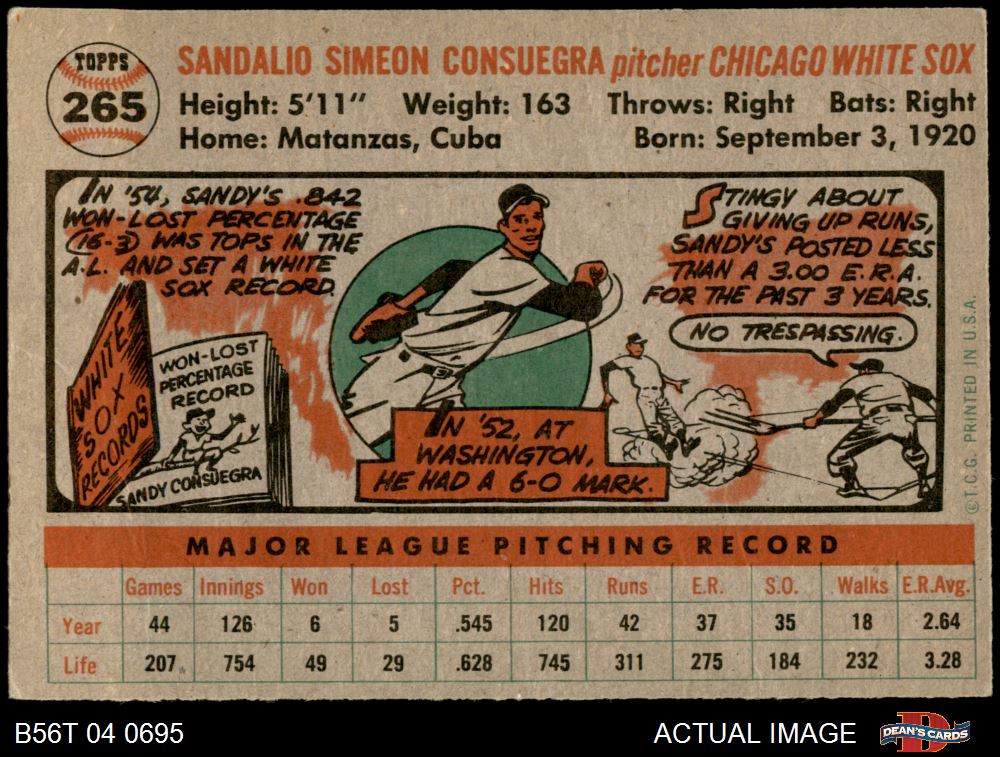 TOPPS
265
SANDALIO SIMEON CONSUEGRA pitcher CHICAGO WHITE SOX
Height: 5'11" Weight: 163 Throws: Right Bats: Right
Home: Matanzas, Cuba Born: September 3, 1920
IN '54, SANDY'S .842
WON-LOST PERCENTAGE
(16-3) WAS TOPS IN THE
A.L. AND SET A WHITE
SOX RECORD.
WHITE
SOX
RECORDS
WON-LOST
PERCENTAGE
RECORD
SANDY CONSUEGRA
IN '52, AT
WASHINGTON,
HE HAD A 6-0 MARK.
STINGY ABOUT
GIVING UP RUNS,
SANDY'S POSTED LESS
THAN A 3.00 E.R.A.
FOR THE PAST 3 YEARS.
NO TRESPASSING.
©T.C.G. PRINTED IN U.S.A.
MAJOR LEAGUE PITCHING RECORD
Games Innings Won Lost Pct. Hits Runs E.R. S.O. Walks E.R.Avg.
Year 44 126 6 5 .545 120 42 37 35 18 2.64
Life 207 754 49 29 .628 745 311 275 184 232 3.28
B56T 04 0695 ACTUAL IMAGE
DEAN'S CARDS